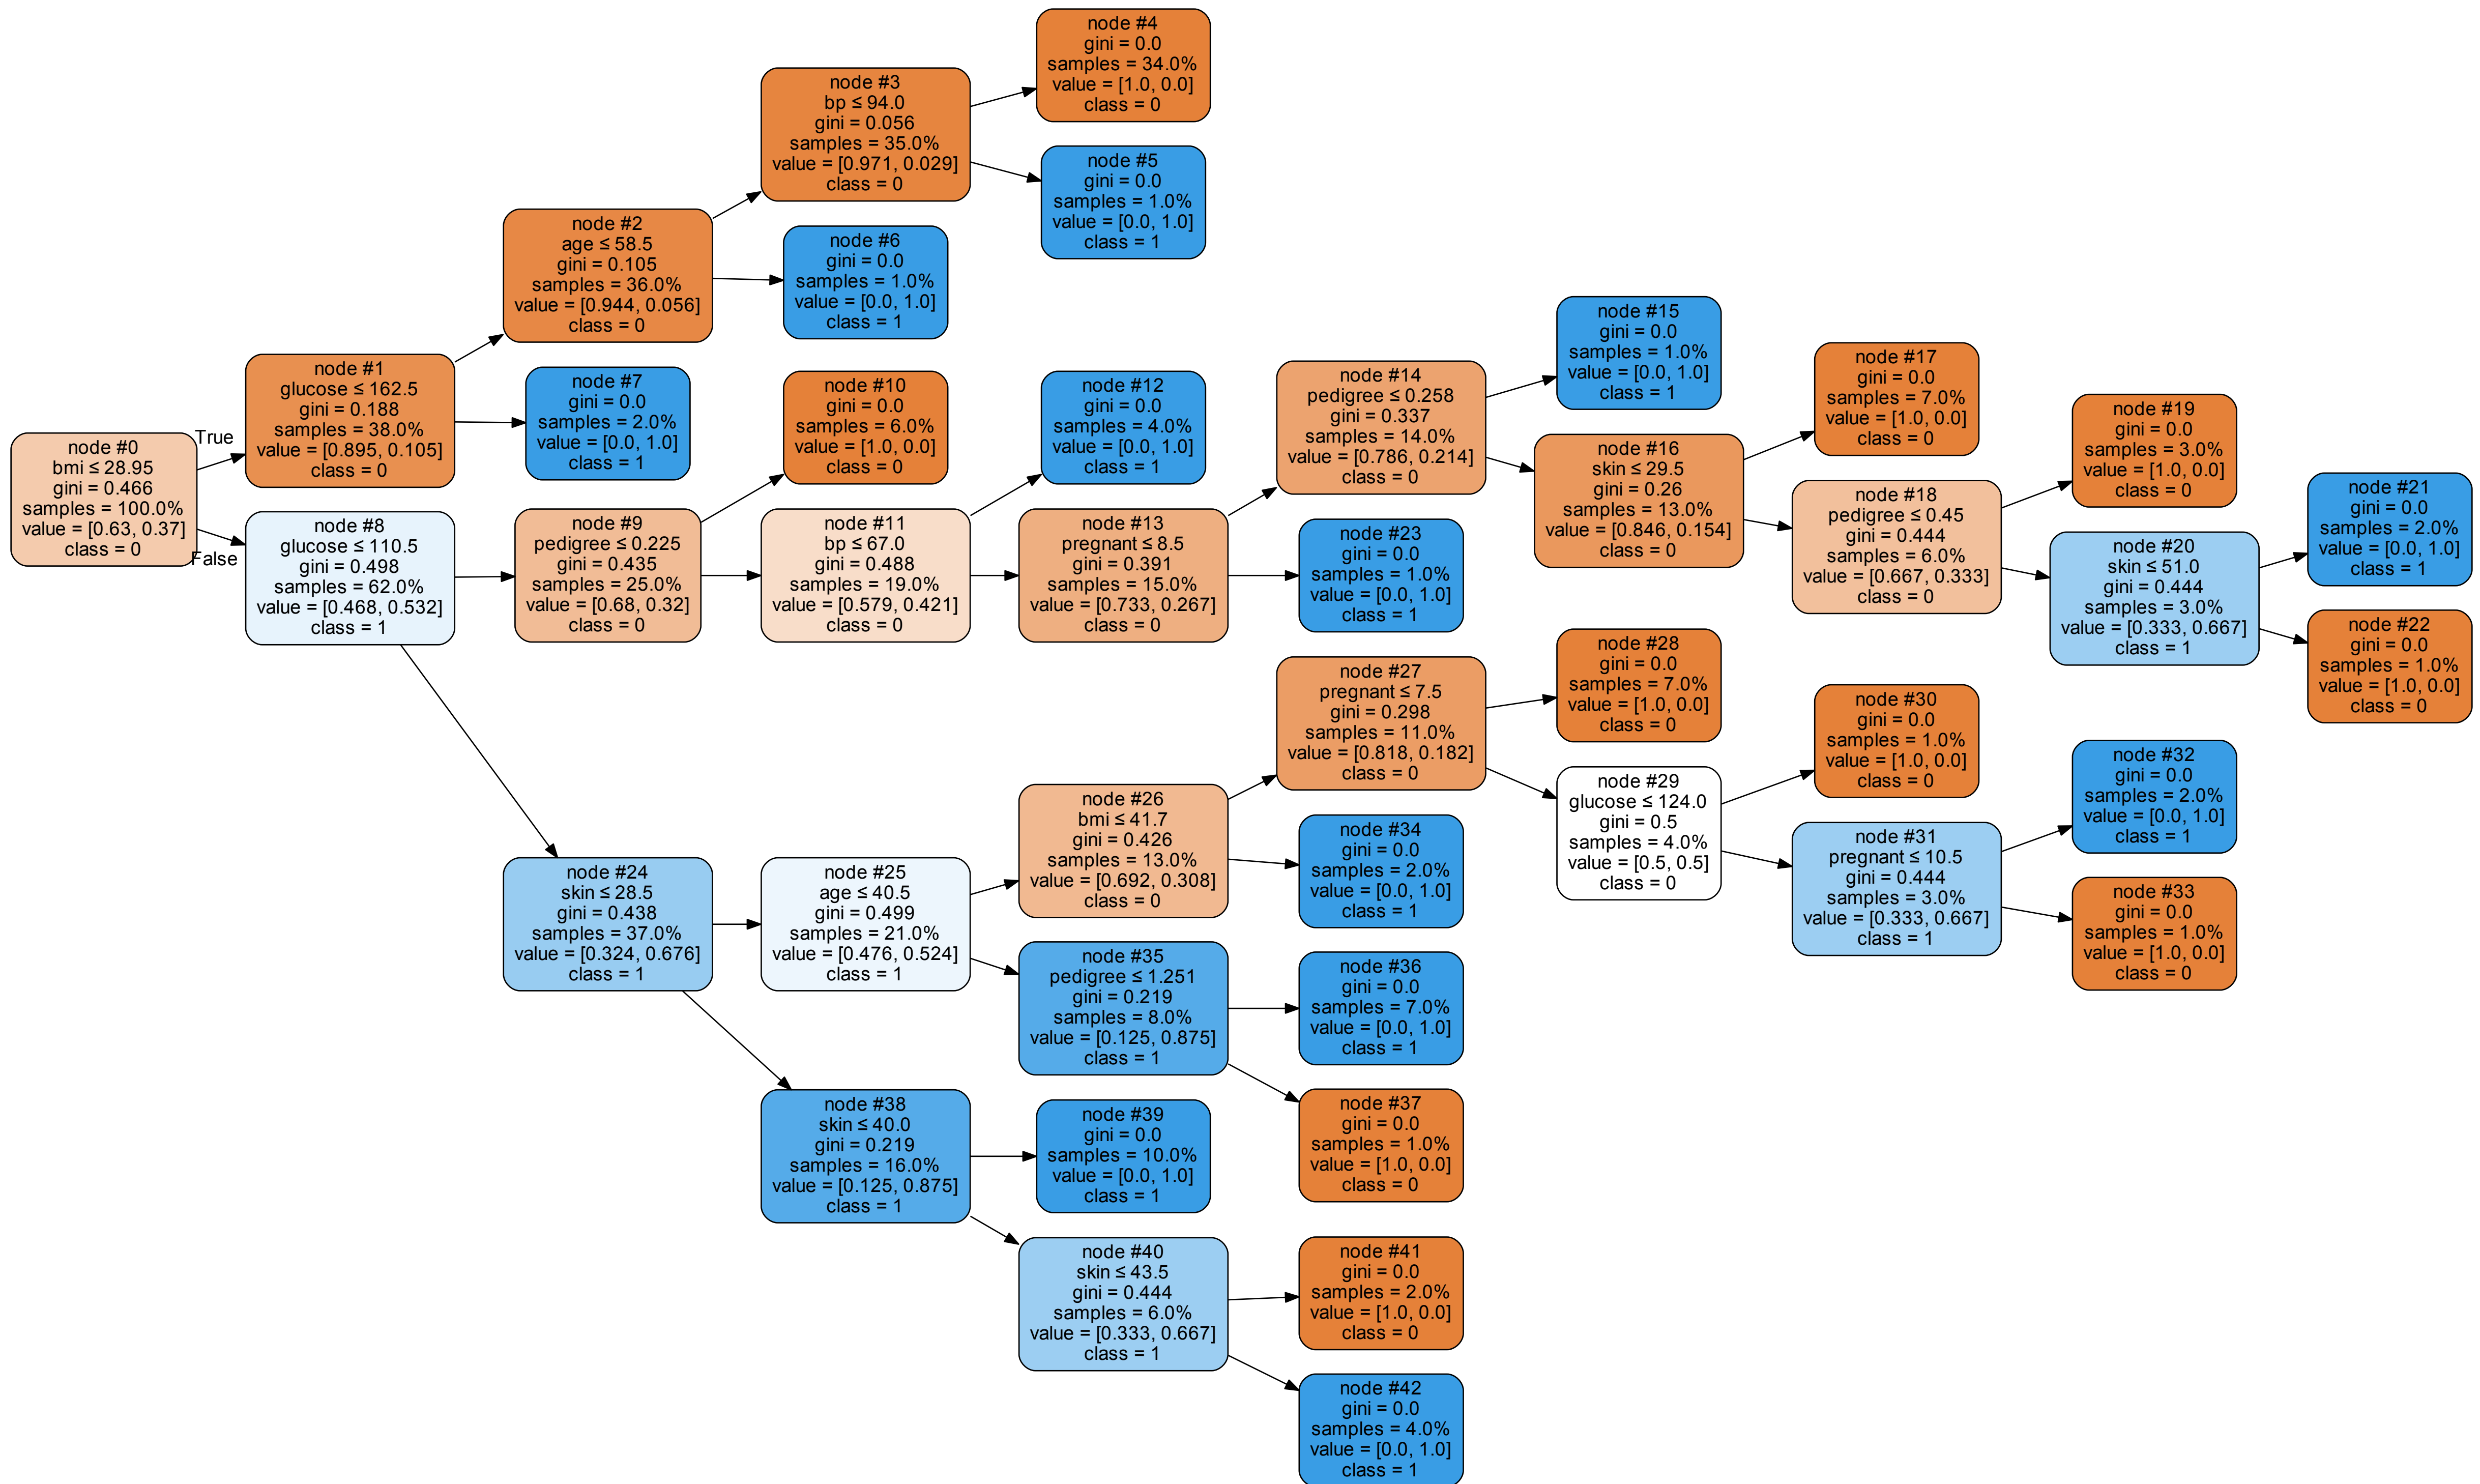 node #0
bmi ≤ 28.95
gini = 0.466
samples = 100.0%
value = [0.63, 0.37]
class = 0
True
False
node #1
glucose ≤ 162.5
gini = 0.188
samples = 38.0%
value = [0.895, 0.105]
class = 0
node #2
age ≤ 58.5
gini = 0.105
samples = 36.0%
value = [0.944, 0.056]
class = 0
node #3
bp ≤ 94.0
gini = 0.056
samples = 35.0%
value = [0.971, 0.029]
class = 0
node #4
gini = 0.0
samples = 34.0%
value = [1.0, 0.0]
class = 0
node #5
gini = 0.0
samples = 1.0%
value = [0.0, 1.0]
class = 1
node #6
gini = 0.0
samples = 1.0%
value = [0.0, 1.0]
class = 1
node #7
gini = 0.0
samples = 2.0%
value = [0.0, 1.0]
class = 1
node #8
glucose ≤ 110.5
gini = 0.498
samples = 62.0%
value = [0.468, 0.532]
class = 1
node #9
pedigree ≤ 0.225
gini = 0.435
samples = 25.0%
value = [0.68, 0.32]
class = 0
node #10
gini = 0.0
samples = 6.0%
value = [1.0, 0.0]
class = 0
node #11
bp ≤ 67.0
gini = 0.488
samples = 19.0%
value = [0.579, 0.421]
class = 0
node #12
gini = 0.0
samples = 4.0%
value = [0.0, 1.0]
class = 1
node #13
pregnant ≤ 8.5
gini = 0.391
samples = 15.0%
value = [0.733, 0.267]
class = 0
node #14
pedigree ≤ 0.258
gini = 0.337
samples = 14.0%
value = [0.786, 0.214]
class = 0
node #15
gini = 0.0
samples = 1.0%
value = [0.0, 1.0]
class = 1
node #16
skin ≤ 29.5
gini = 0.26
samples = 13.0%
value = [0.846, 0.154]
class = 0
node #17
gini = 0.0
samples = 7.0%
value = [1.0, 0.0]
class = 0
node #18
pedigree ≤ 0.45
gini = 0.444
samples = 6.0%
value = [0.667, 0.333]
class = 0
node #19
gini = 0.0
samples = 3.0%
value = [1.0, 0.0]
class = 0
node #20
skin ≤ 51.0
gini = 0.444
samples = 3.0%
value = [0.333, 0.667]
class = 1
node #21
gini = 0.0
samples = 2.0%
value = [0.0, 1.0]
class = 1
node #22
gini = 0.0
samples = 1.0%
value = [1.0, 0.0]
class = 0
node #23
gini = 0.0
samples = 1.0%
value = [0.0, 1.0]
class = 1
node #24
skin ≤ 28.5
gini = 0.438
samples = 37.0%
value = [0.324, 0.676]
class = 1
node #25
age ≤ 40.5
gini = 0.499
samples = 21.0%
value = [0.476, 0.524]
class = 1
node #26
bmi ≤ 41.7
gini = 0.426
samples = 13.0%
value = [0.692, 0.308]
class = 0
node #27
pregnant ≤ 7.5
gini = 0.298
samples = 11.0%
value = [0.818, 0.182]
class = 0
node #28
gini = 0.0
samples = 7.0%
value = [1.0, 0.0]
class = 0
node #29
glucose ≤ 124.0
gini = 0.5
samples = 4.0%
value = [0.5, 0.5]
class = 0
node #30
gini = 0.0
samples = 1.0%
value = [1.0, 0.0]
class = 0
node #31
pregnant ≤ 10.5
gini = 0.444
samples = 3.0%
value = [0.333, 0.667]
class = 1
node #32
gini = 0.0
samples = 2.0%
value = [0.0, 1.0]
class = 1
node #33
gini = 0.0
samples = 1.0%
value = [1.0, 0.0]
class = 0
node #34
gini = 0.0
samples = 2.0%
value = [0.0, 1.0]
class = 1
node #35
pedigree ≤ 1.251
gini = 0.219
samples = 8.0%
value = [0.125, 0.875]
class = 1
node #36
gini = 0.0
samples = 7.0%
value = [0.0, 1.0]
class = 1
node #37
gini = 0.0
samples = 1.0%
value = [1.0, 0.0]
class = 0
node #38
skin ≤ 40.0
gini = 0.219
samples = 16.0%
value = [0.125, 0.875]
class = 1
node #39
gini = 0.0
samples = 10.0%
value = [0.0, 1.0]
class = 1
node #40
skin ≤ 43.5
gini = 0.444
samples = 6.0%
value = [0.333, 0.667]
class = 1
node #41
gini = 0.0
samples = 2.0%
value = [1.0, 0.0]
class = 0
node #42
gini = 0.0
samples = 4.0%
value = [0.0, 1.0]
class = 1